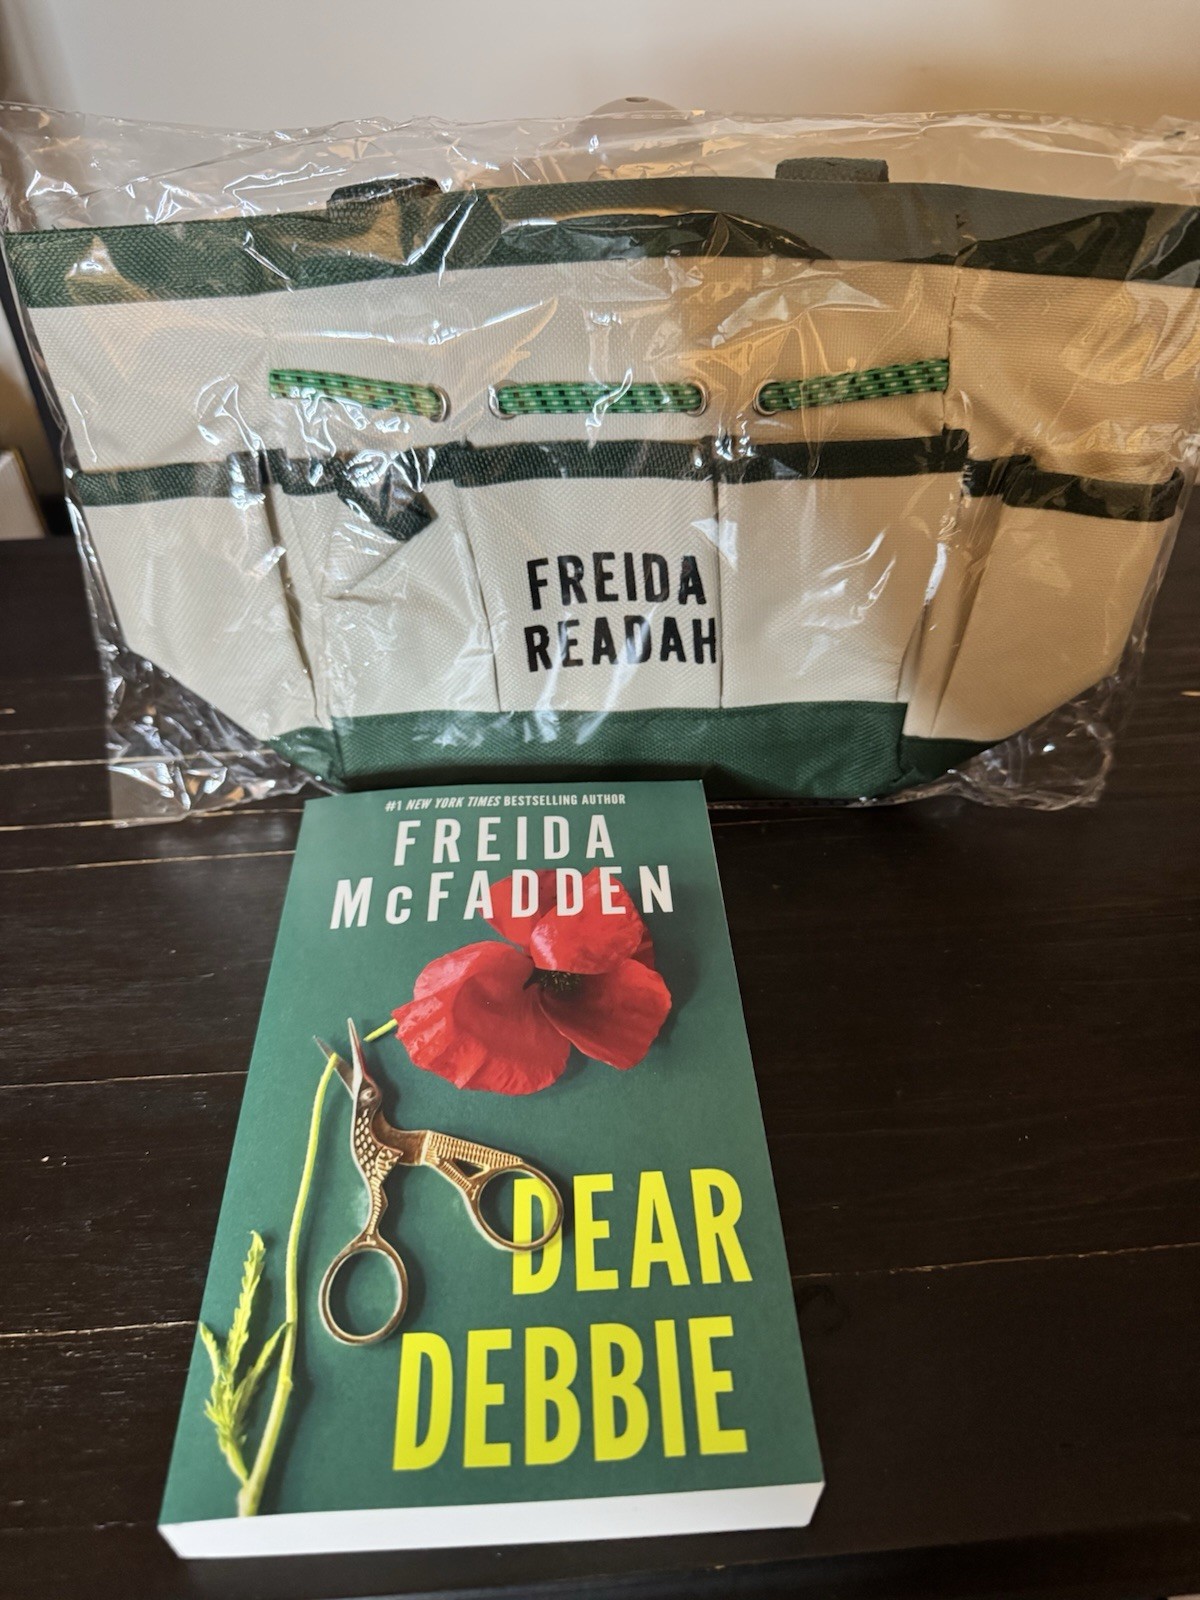 FREIDA
READAH
#1 NEW YORK TIMES BESTSELLING AUTHOR
FREIDA
McFADDEN
DEAR
DEBBIE